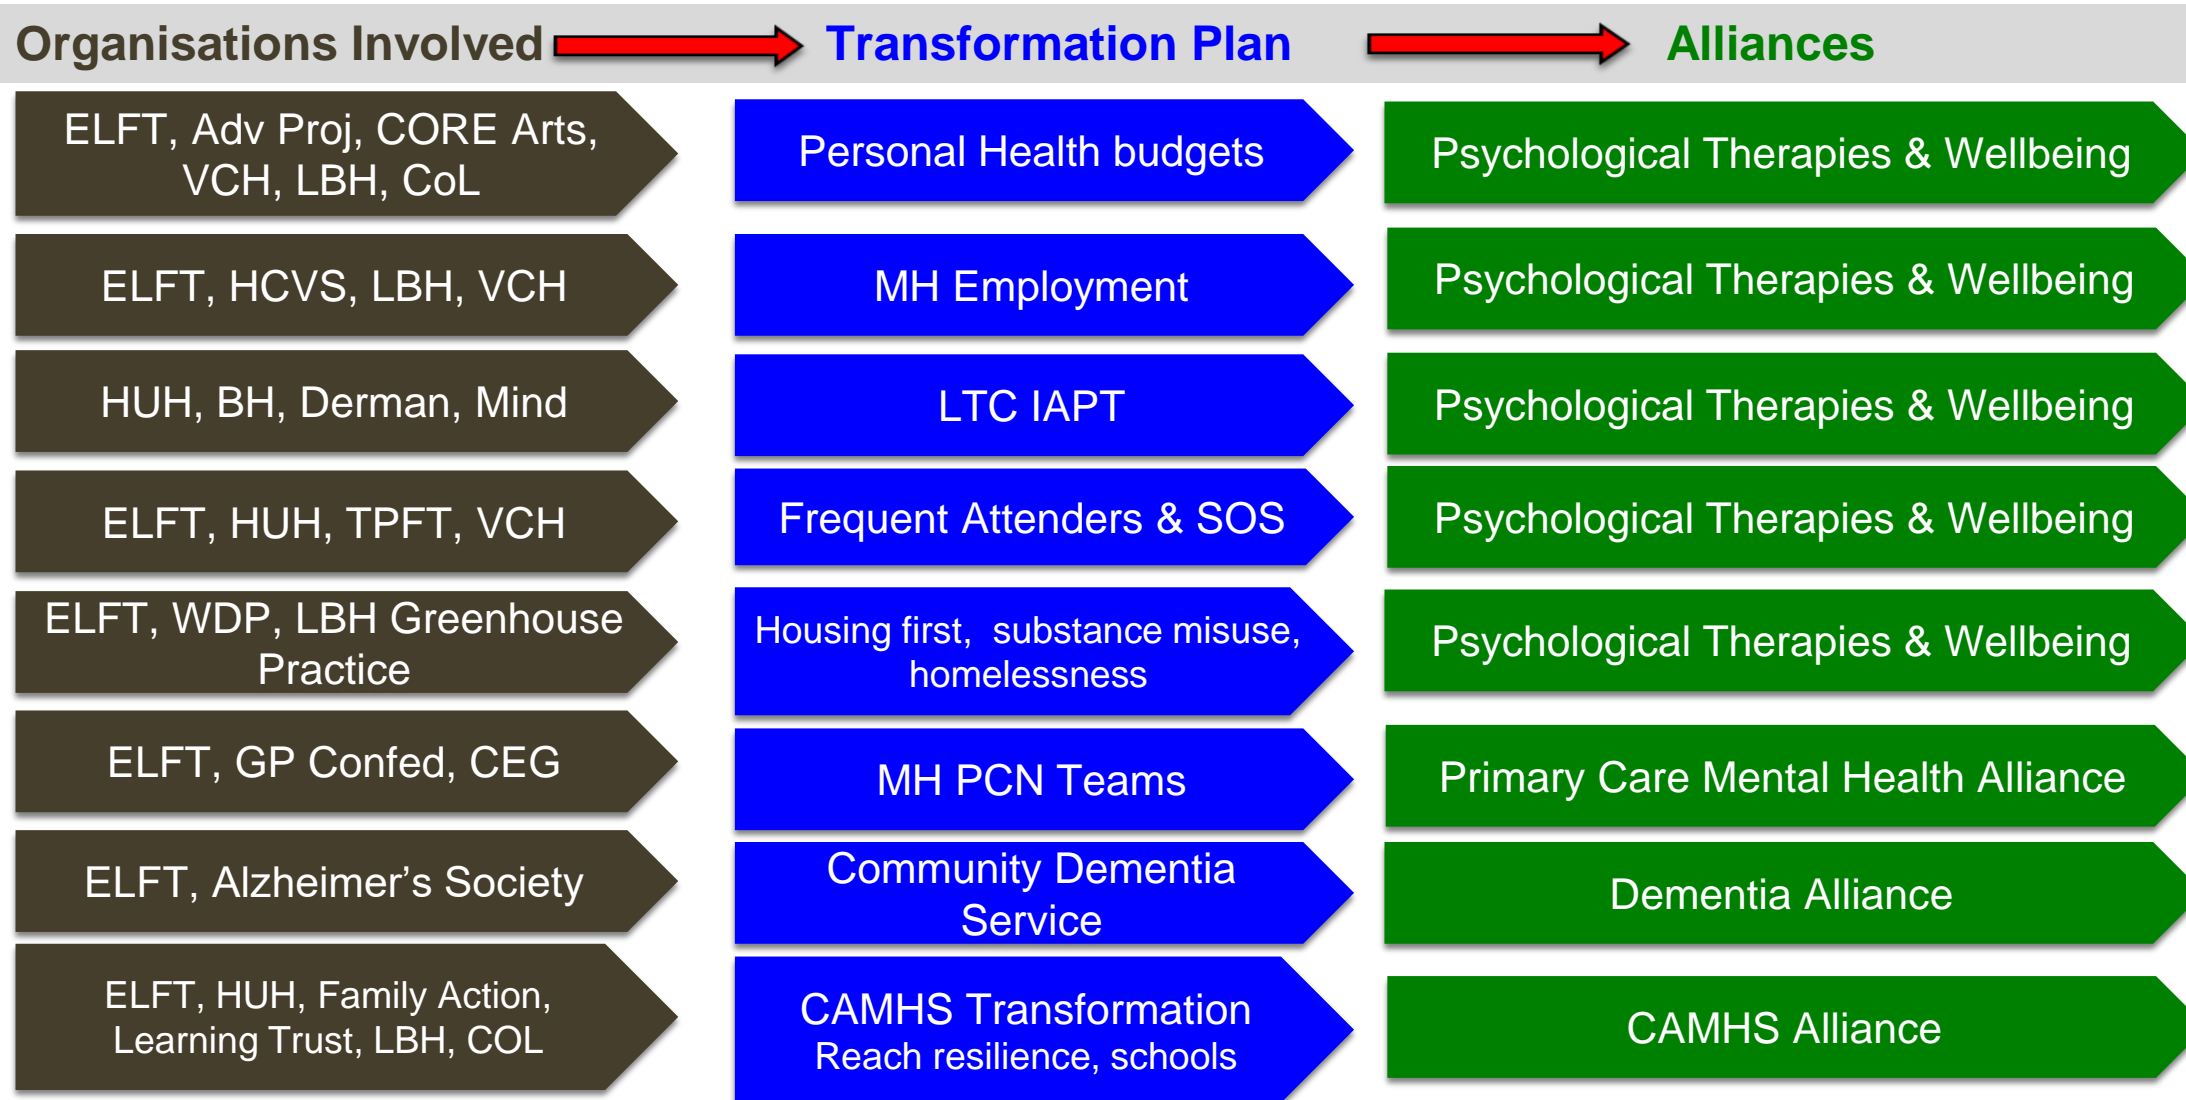 Organisations Involved Transformation Plan Alliances
ELFT, Adv Proj, CORE Arts,
VCH, LBH, CoL
Personal Health budgets
Psychological Therapies & Wellbeing
ELFT, HCVS, LBH, VCH
MH Employment
Psychological Therapies & Wellbeing
HUH, BH, Derman, Mind
LTC IAPT
Psychological Therapies & Wellbeing
ELFT, HUH, TPFT, VCH
Frequent Attenders & SOS
Psychological Therapies & Wellbeing
ELFT, WDP, LBH Greenhouse
Practice
Housing first, substance misuse,
homelessness
Psychological Therapies & Wellbeing
ELFT, GP Confed, CEG
MH PCN Teams
Primary Care Mental Health Alliance
ELFT, Alzheimer’s Society
Community Dementia
Service
Dementia Alliance
ELFT, HUH, Family Action,
Learning Trust, LBH, COL
CAMHS Transformation
Reach resilience, schools
CAMHS Alliance